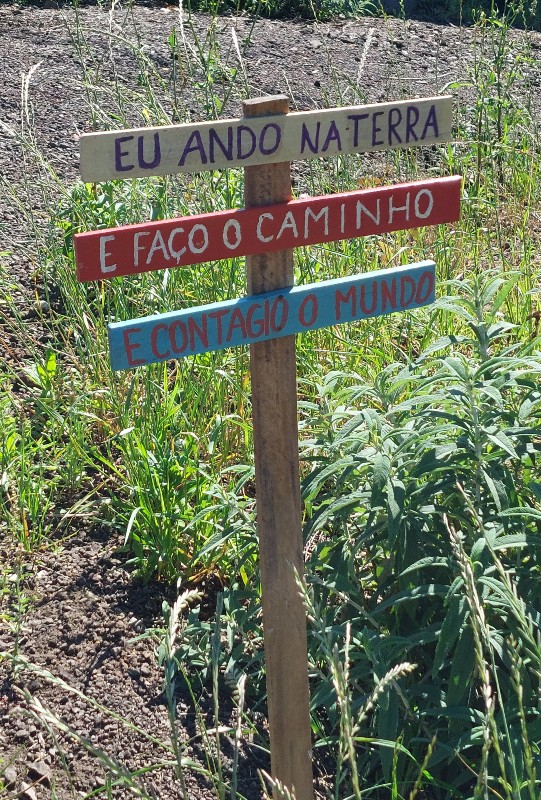 EU ANDO NA TERRA
E FAÇO O CAMINHO
E CONTAGIO O MUNDO